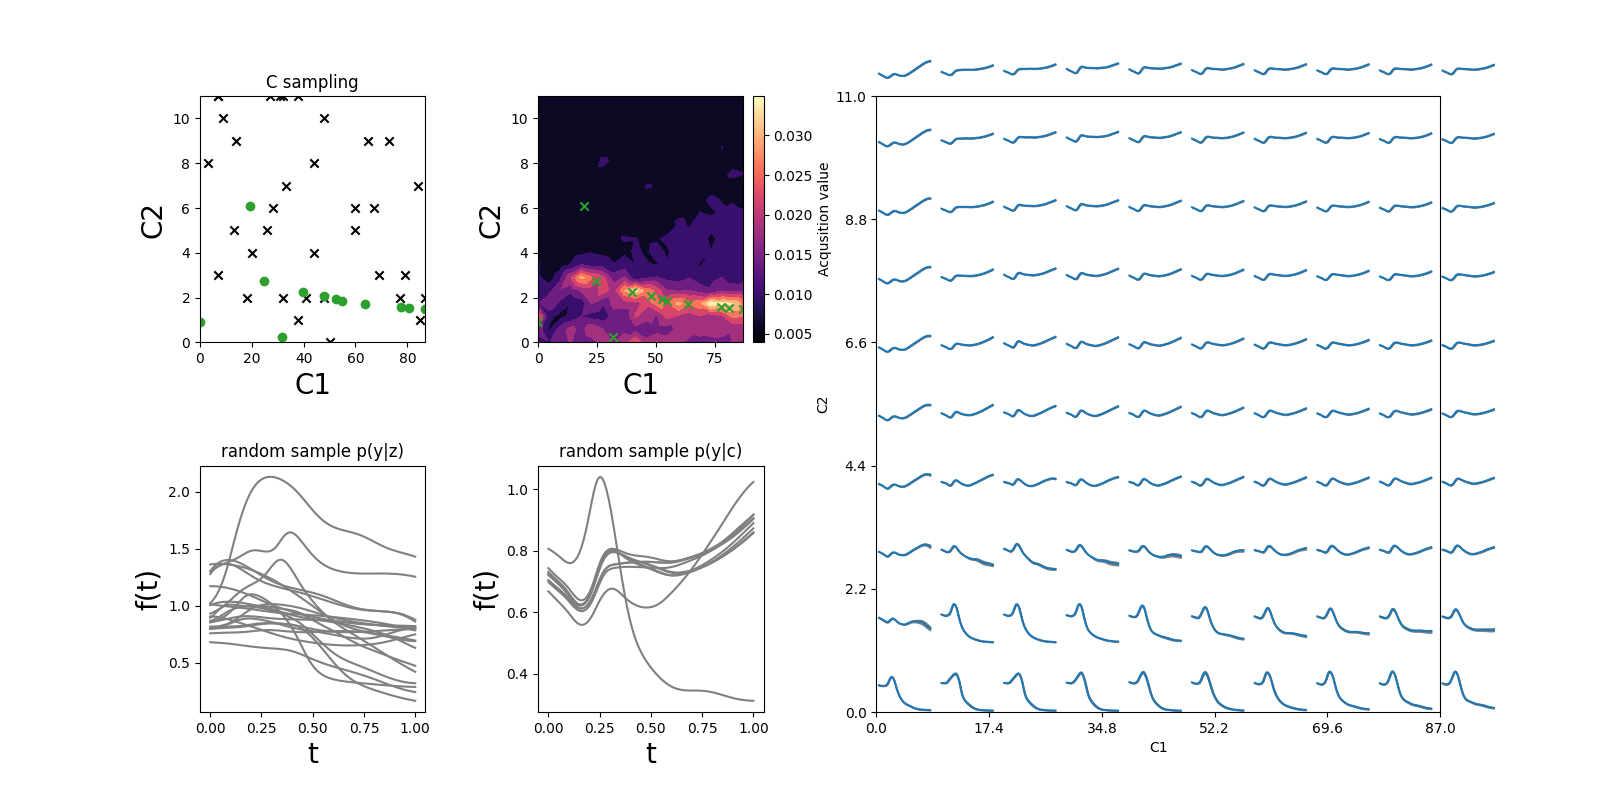 C sampling
10
8
6
4
2
0
C2
0 20 40 60 80
C1
10
8
6
4
2
0
C2
0 25 50 75
C1
0.030
0.025
0.020
0.015
0.010
0.005
Acqusition value
11.0
8.8
6.6
4.4
2.2
0.0
C2
0.0 17.4 34.8 52.2 69.6 87.0
C1
random sample p(y|z)
2.0
1.5
1.0
0.5
f(t)
0.00 0.25 0.50 0.75 1.00
t
random sample p(y|c)
1.0
0.8
0.6
0.4
f(t)
0.00 0.25 0.50 0.75 1.00
t